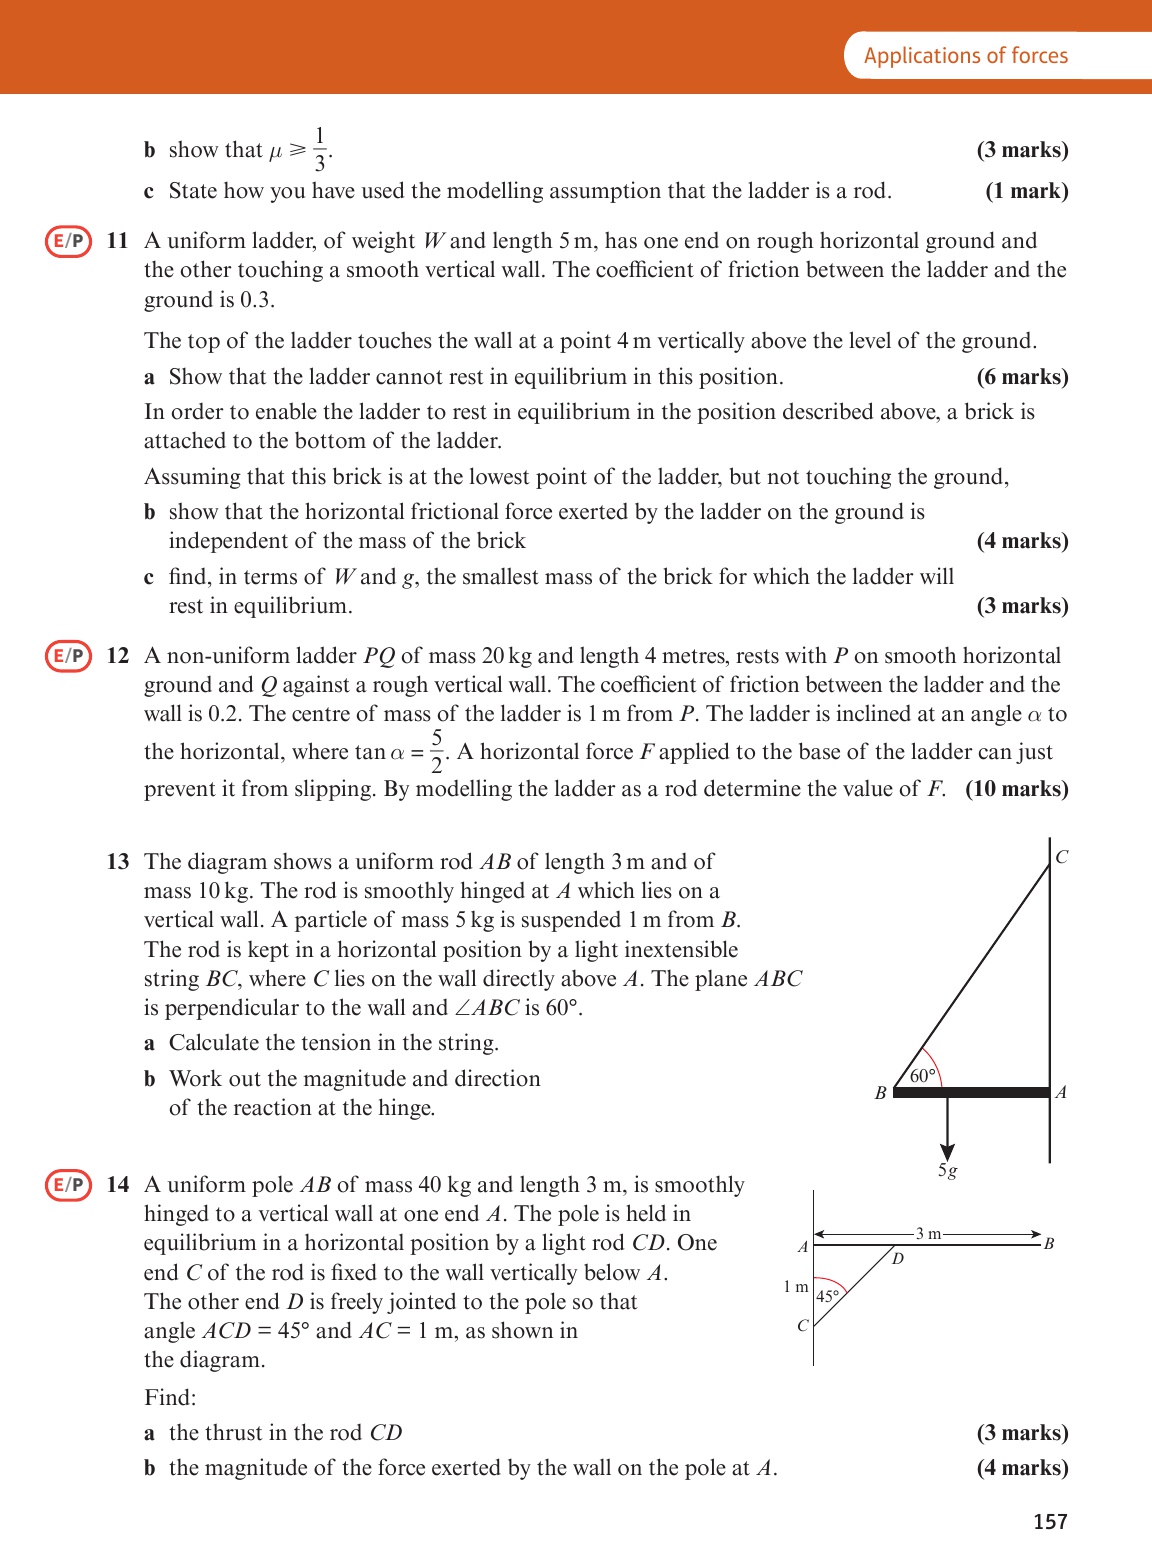 Applications of forces
b show that μ ⩾ 1/3. (3 marks)
c State how you have used the modelling assumption that the ladder is a rod. (1 mark)
E/P 11 A uniform ladder, of weight W and length 5 m, has one end on rough horizontal ground and
the other touching a smooth vertical wall. The coefficient of friction between the ladder and the
ground is 0.3.
The top of the ladder touches the wall at a point 4 m vertically above the level of the ground.
a Show that the ladder cannot rest in equilibrium in this position. (6 marks)
In order to enable the ladder to rest in equilibrium in the position described above, a brick is
attached to the bottom of the ladder.
Assuming that this brick is at the lowest point of the ladder, but not touching the ground,
b show that the horizontal frictional force exerted by the ladder on the ground is
independent of the mass of the brick (4 marks)
c find, in terms of W and g, the smallest mass of the brick for which the ladder will
rest in equilibrium. (3 marks)
E/P 12 A non-uniform ladder PQ of mass 20 kg and length 4 metres, rests with P on smooth horizontal
ground and Q against a rough vertical wall. The coefficient of friction between the ladder and the
wall is 0.2. The centre of mass of the ladder is 1 m from P. The ladder is inclined at an angle α to
the horizontal, where tan α = 5/2. A horizontal force F applied to the base of the ladder can just
prevent it from slipping. By modelling the ladder as a rod determine the value of F. (10 marks)
13 The diagram shows a uniform rod AB of length 3 m and of
mass 10 kg. The rod is smoothly hinged at A which lies on a
vertical wall. A particle of mass 5 kg is suspended 1 m from B.
The rod is kept in a horizontal position by a light inextensible
string BC, where C lies on the wall directly above A. The plane ABC
is perpendicular to the wall and ∠ABC is 60°.
a Calculate the tension in the string.
b Work out the magnitude and direction
of the reaction at the hinge.
C
60°
B
A
5g
E/P 14 A uniform pole AB of mass 40 kg and length 3 m, is smoothly
hinged to a vertical wall at one end A. The pole is held in
equilibrium in a horizontal position by a light rod CD. One
end C of the rod is fixed to the wall vertically below A.
The other end D is freely jointed to the pole so that
angle ACD = 45° and AC = 1 m, as shown in
the diagram.
3 m
A
B
D
1 m
45°
C
Find:
a the thrust in the rod CD (3 marks)
b the magnitude of the force exerted by the wall on the pole at A. (4 marks)
157